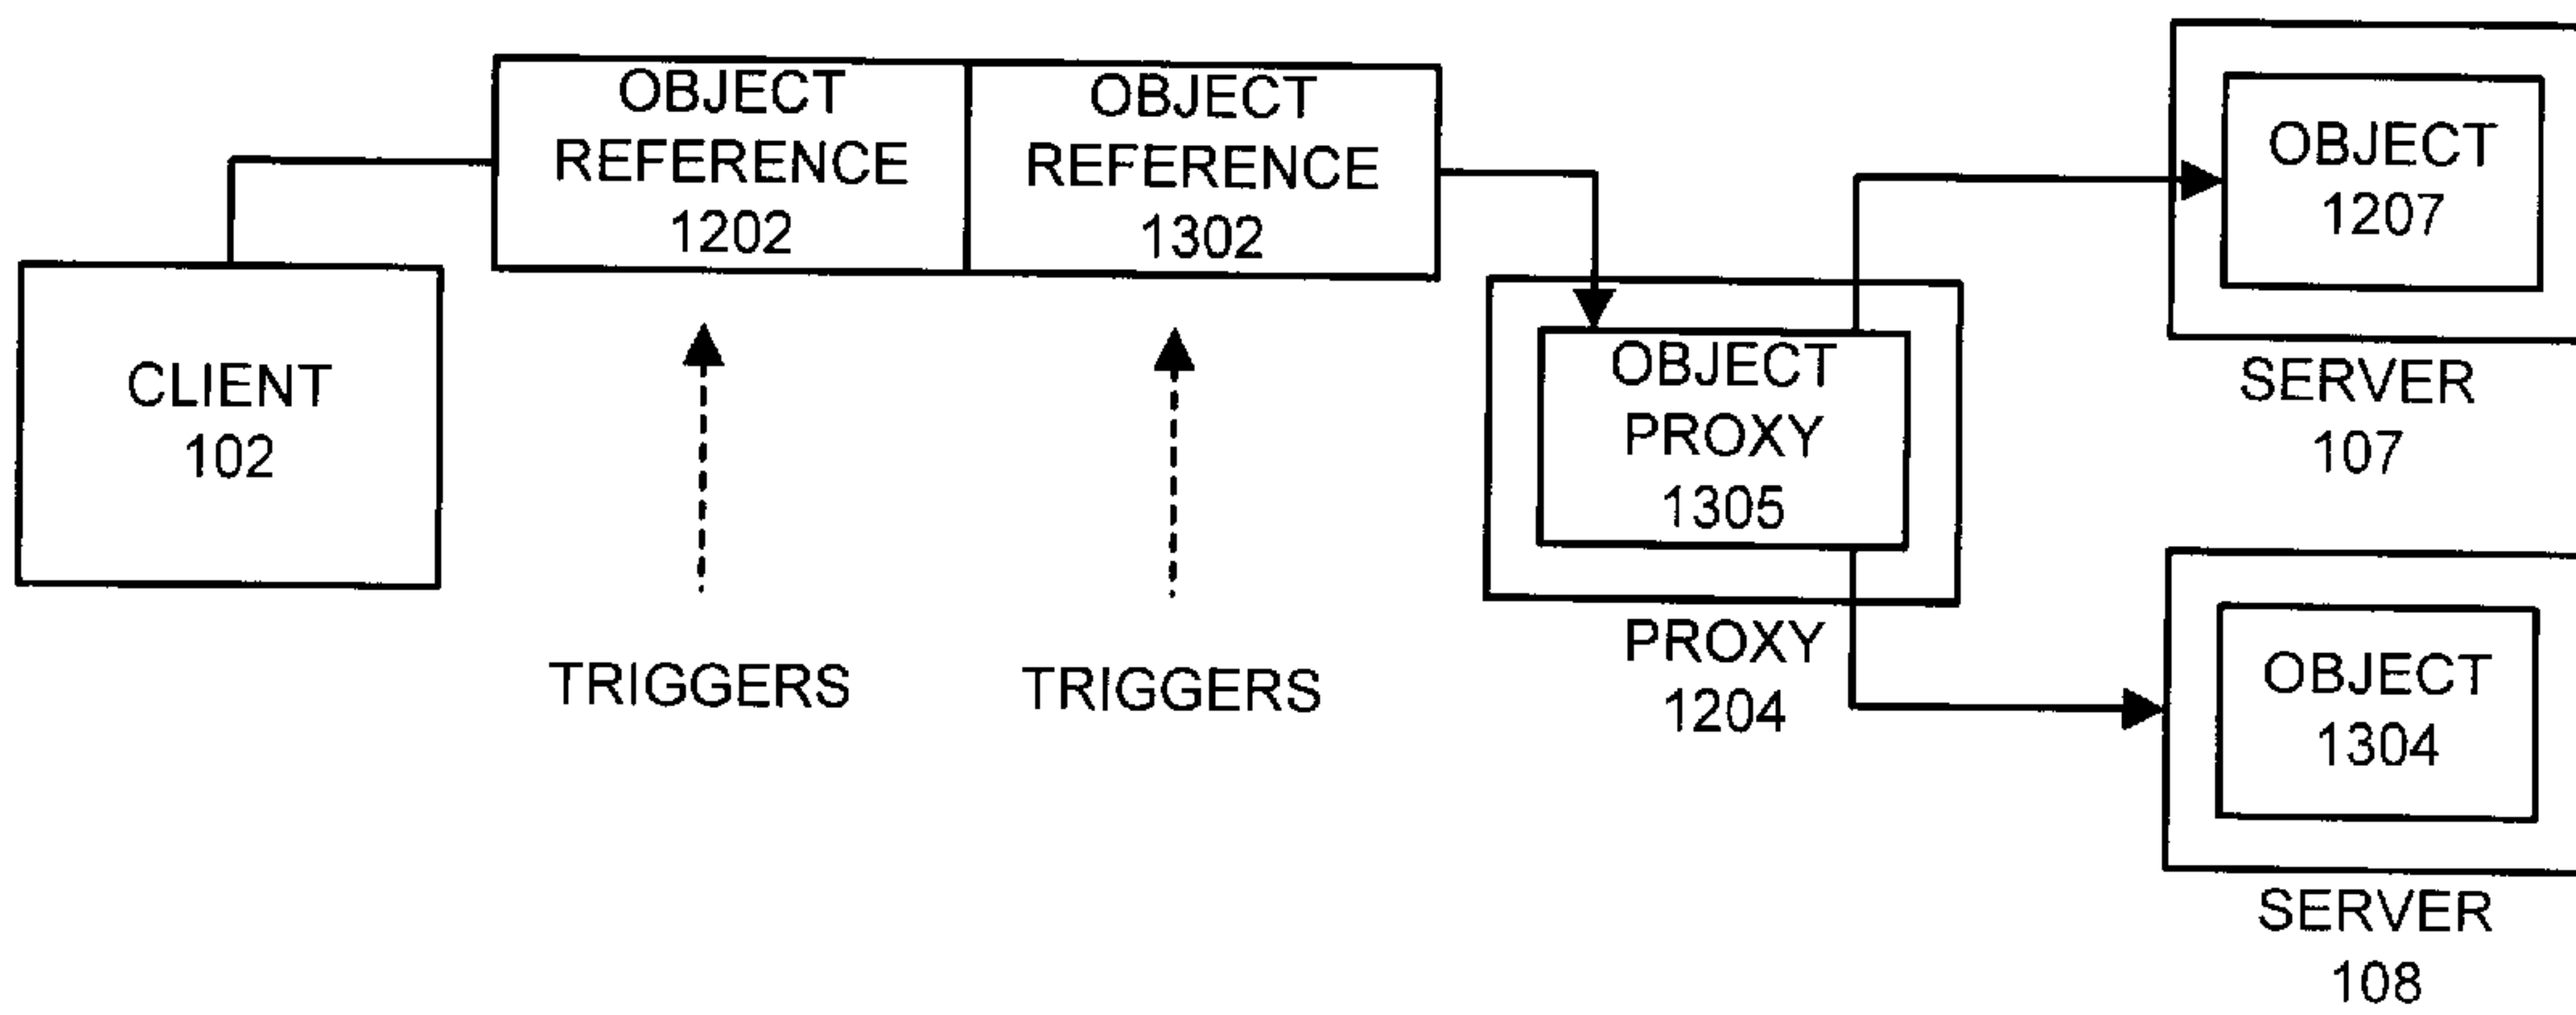 OBJECT
REFERENCE
1202
OBJECT
REFERENCE
1302
OBJECT
1207
SERVER
107
CLIENT
102
OBJECT
PROXY
1305
PROXY
1204
TRIGGERS
TRIGGERS
OBJECT
1304
SERVER
108